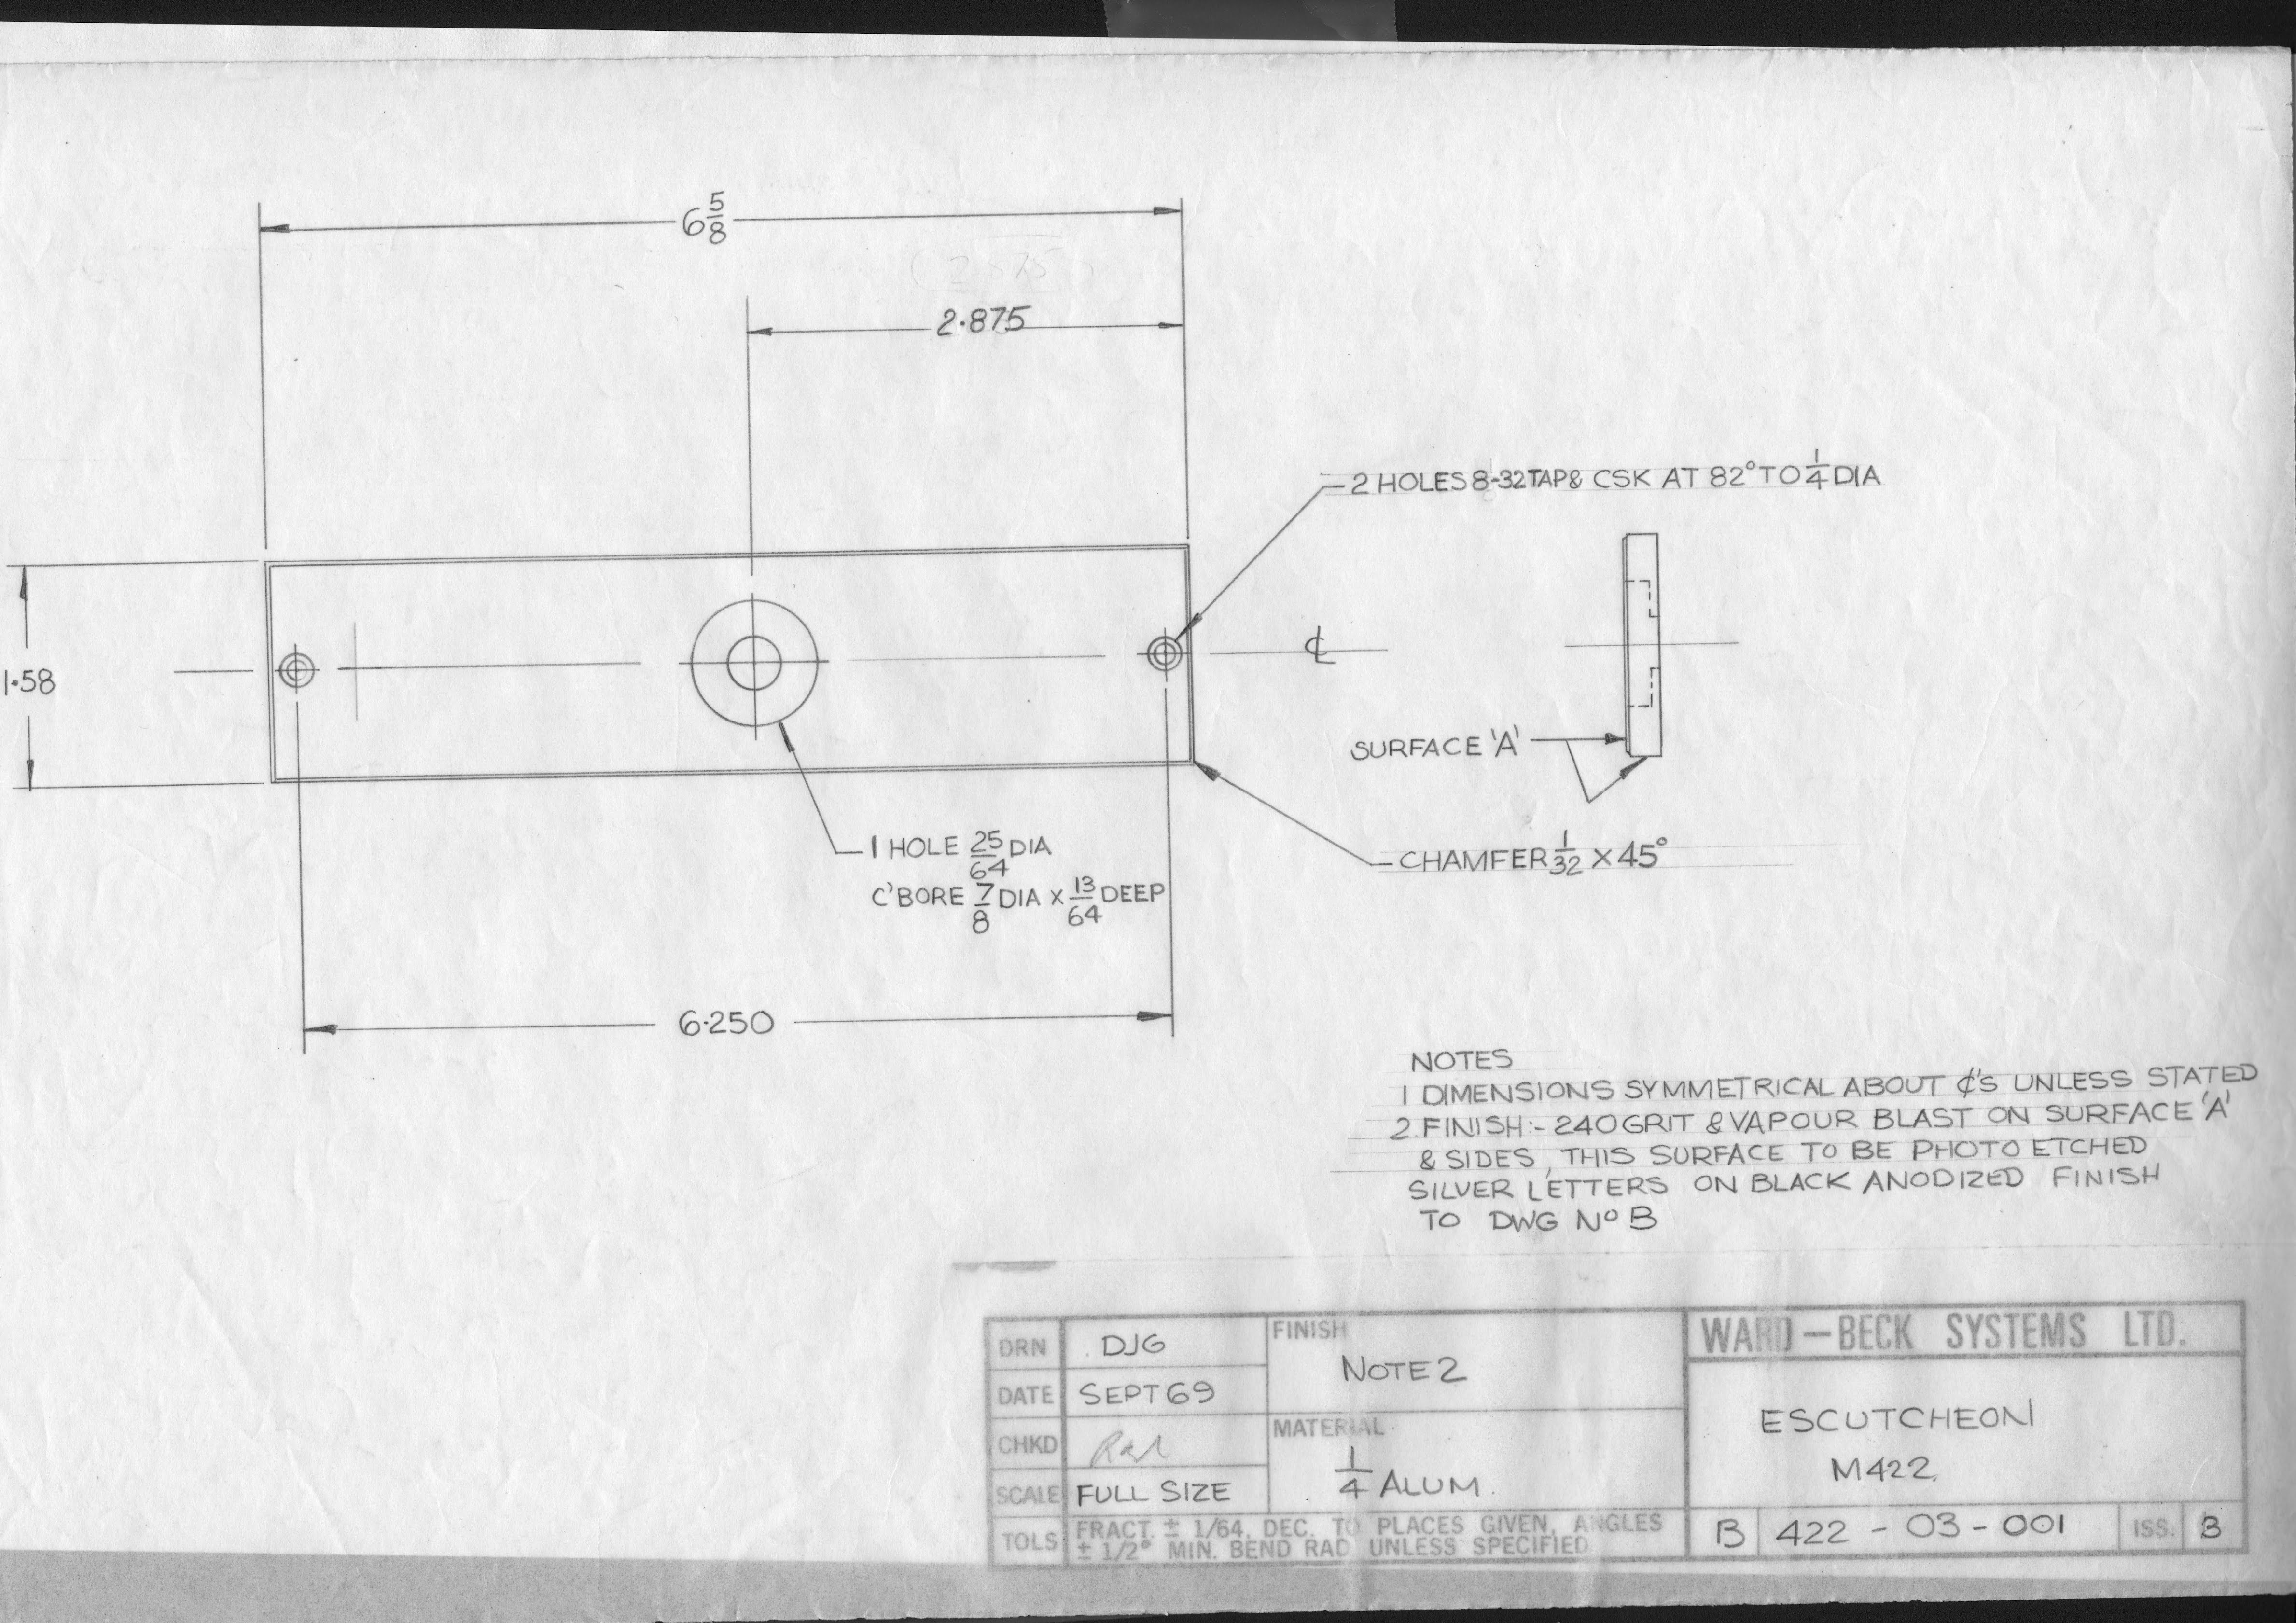 6 5/8
(2.875)
2.875
2 HOLES 8-32 TAP & CSK AT 82° TO 1/4 DIA
℄
1.58
SURFACE 'A'
1 HOLE 25/64 DIA
C'BORE 7/8 DIA x 13/64 DEEP
CHAMFER 1/32 X 45°
6.250
NOTES
1 DIMENSIONS SYMMETRICAL ABOUT ℄'S UNLESS STATED
2. FINISH:- 240 GRIT & VAPOUR BLAST ON SURFACE 'A'
& SIDES, THIS SURFACE TO BE PHOTO ETCHED
SILVER LETTERS ON BLACK ANODIZED FINISH
TO DWG No B
DRN DJG
DATE SEPT 69
CHKD
SCALE FULL SIZE
TOLS FRACT. ± 1/64. DEC. TO PLACES GIVEN, ANGLES
± 1/2° MIN. BEND RAD UNLESS SPECIFIED
FINISH
NOTE 2
MATERIAL
1/4 ALUM.
WARD-BECK SYSTEMS LTD.
ESCUTCHEON
M422.
B 422-03-001 ISS. B